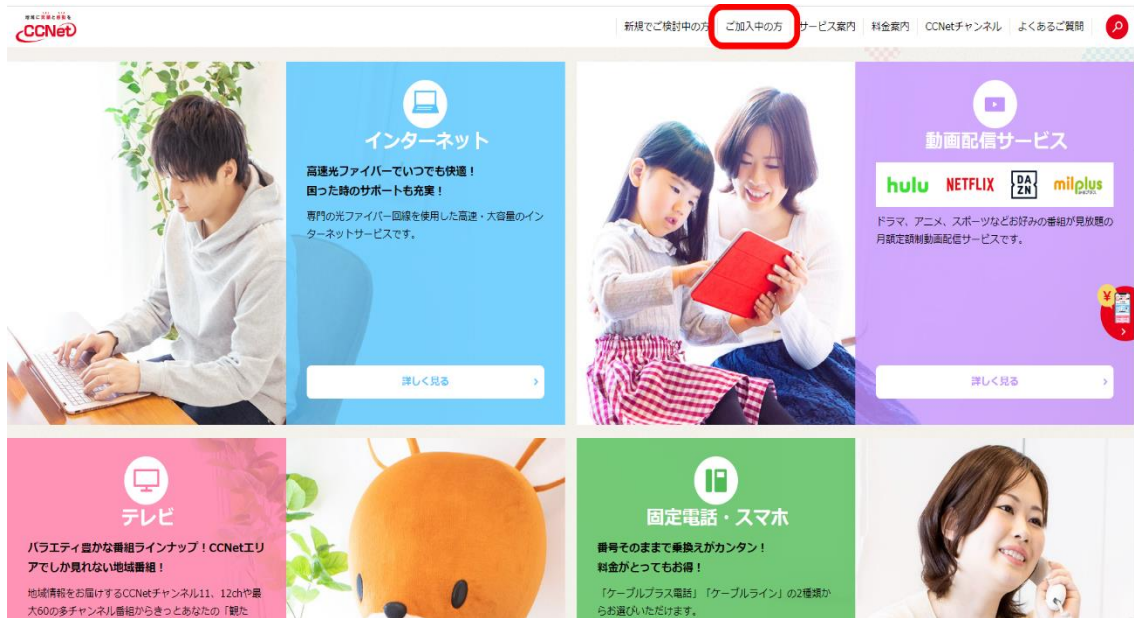 地域に笑顔と感動を
CCNet
新規でご検討中の方
ご加入中の方
サービス案内
料金案内
CCNetチャンネル
よくあるご質問
インターネット
高速光ファイバーでいつでも快適！
困った時のサポートも充実！
専門の光ファイバー回線を使用した高速・大容量のイン
ターネットサービスです。
詳しく見る
動画配信サービス
hulu NETFLIX DAZN milplus
ドラマ、アニメ、スポーツなどお好みの番組が見放題の
月額定額制動画配信サービスです。
詳しく見る
¥
テレビ
バラエティ豊かな番組ラインナップ！CCNetエリ
アでしか見れない地域番組！
地域情報をお届けするCCNetチャンネル11、12chや最
大60の多チャンネル番組からきっとあなたの「観た
固定電話・スマホ
番号そのままで乗換えがカンタン！
料金がとってもお得！
「ケーブルプラス電話」「ケーブルライン」の2種類か
らお選びいただけます。